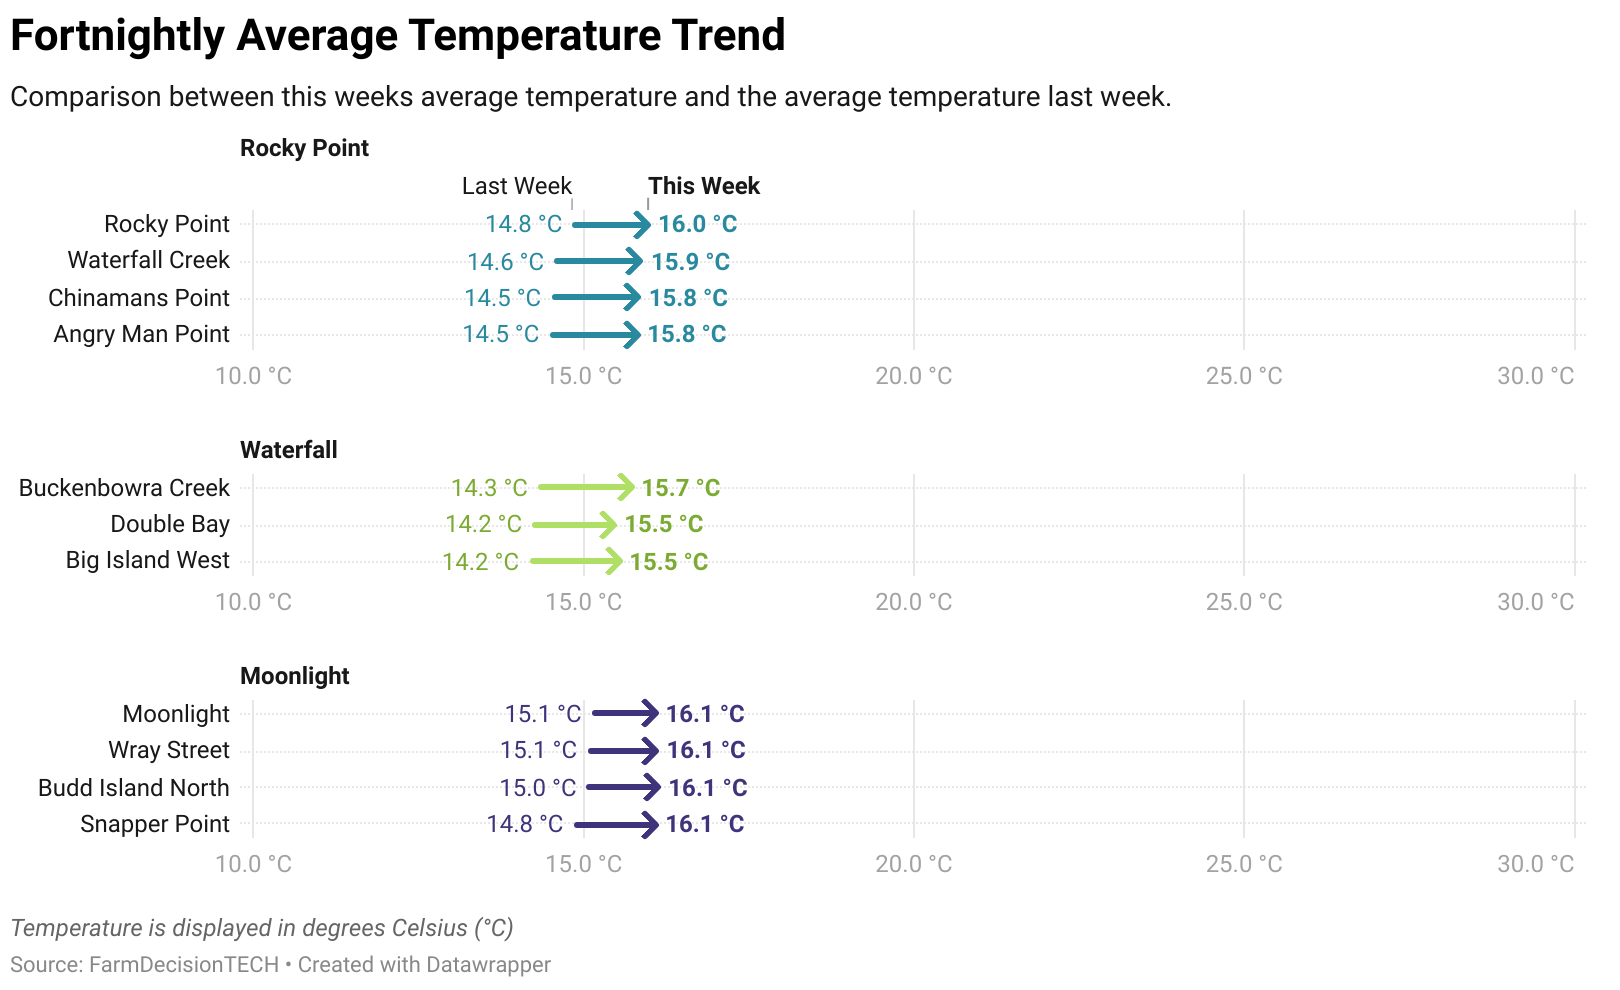 Fortnightly Average Temperature Trend
Comparison between this weeks average temperature and the average temperature last week.
Rocky Point
Last Week This Week
Rocky Point 14.8 °C 16.0 °C
Waterfall Creek 14.6 °C 15.9 °C
Chinamans Point 14.5 °C 15.8 °C
Angry Man Point 14.5 °C 15.8 °C
10.0 °C 15.0 °C 20.0 °C 25.0 °C 30.0 °C
Waterfall
Buckenbowra Creek 14.3 °C 15.7 °C
Double Bay 14.2 °C 15.5 °C
Big Island West 14.2 °C 15.5 °C
10.0 °C 15.0 °C 20.0 °C 25.0 °C 30.0 °C
Moonlight
Moonlight 15.1 °C 16.1 °C
Wray Street 15.1 °C 16.1 °C
Budd Island North 15.0 °C 16.1 °C
Snapper Point 14.8 °C 16.1 °C
10.0 °C 15.0 °C 20.0 °C 25.0 °C 30.0 °C
Temperature is displayed in degrees Celsius (°C)
Source: FarmDecisionTECH • Created with Datawrapper